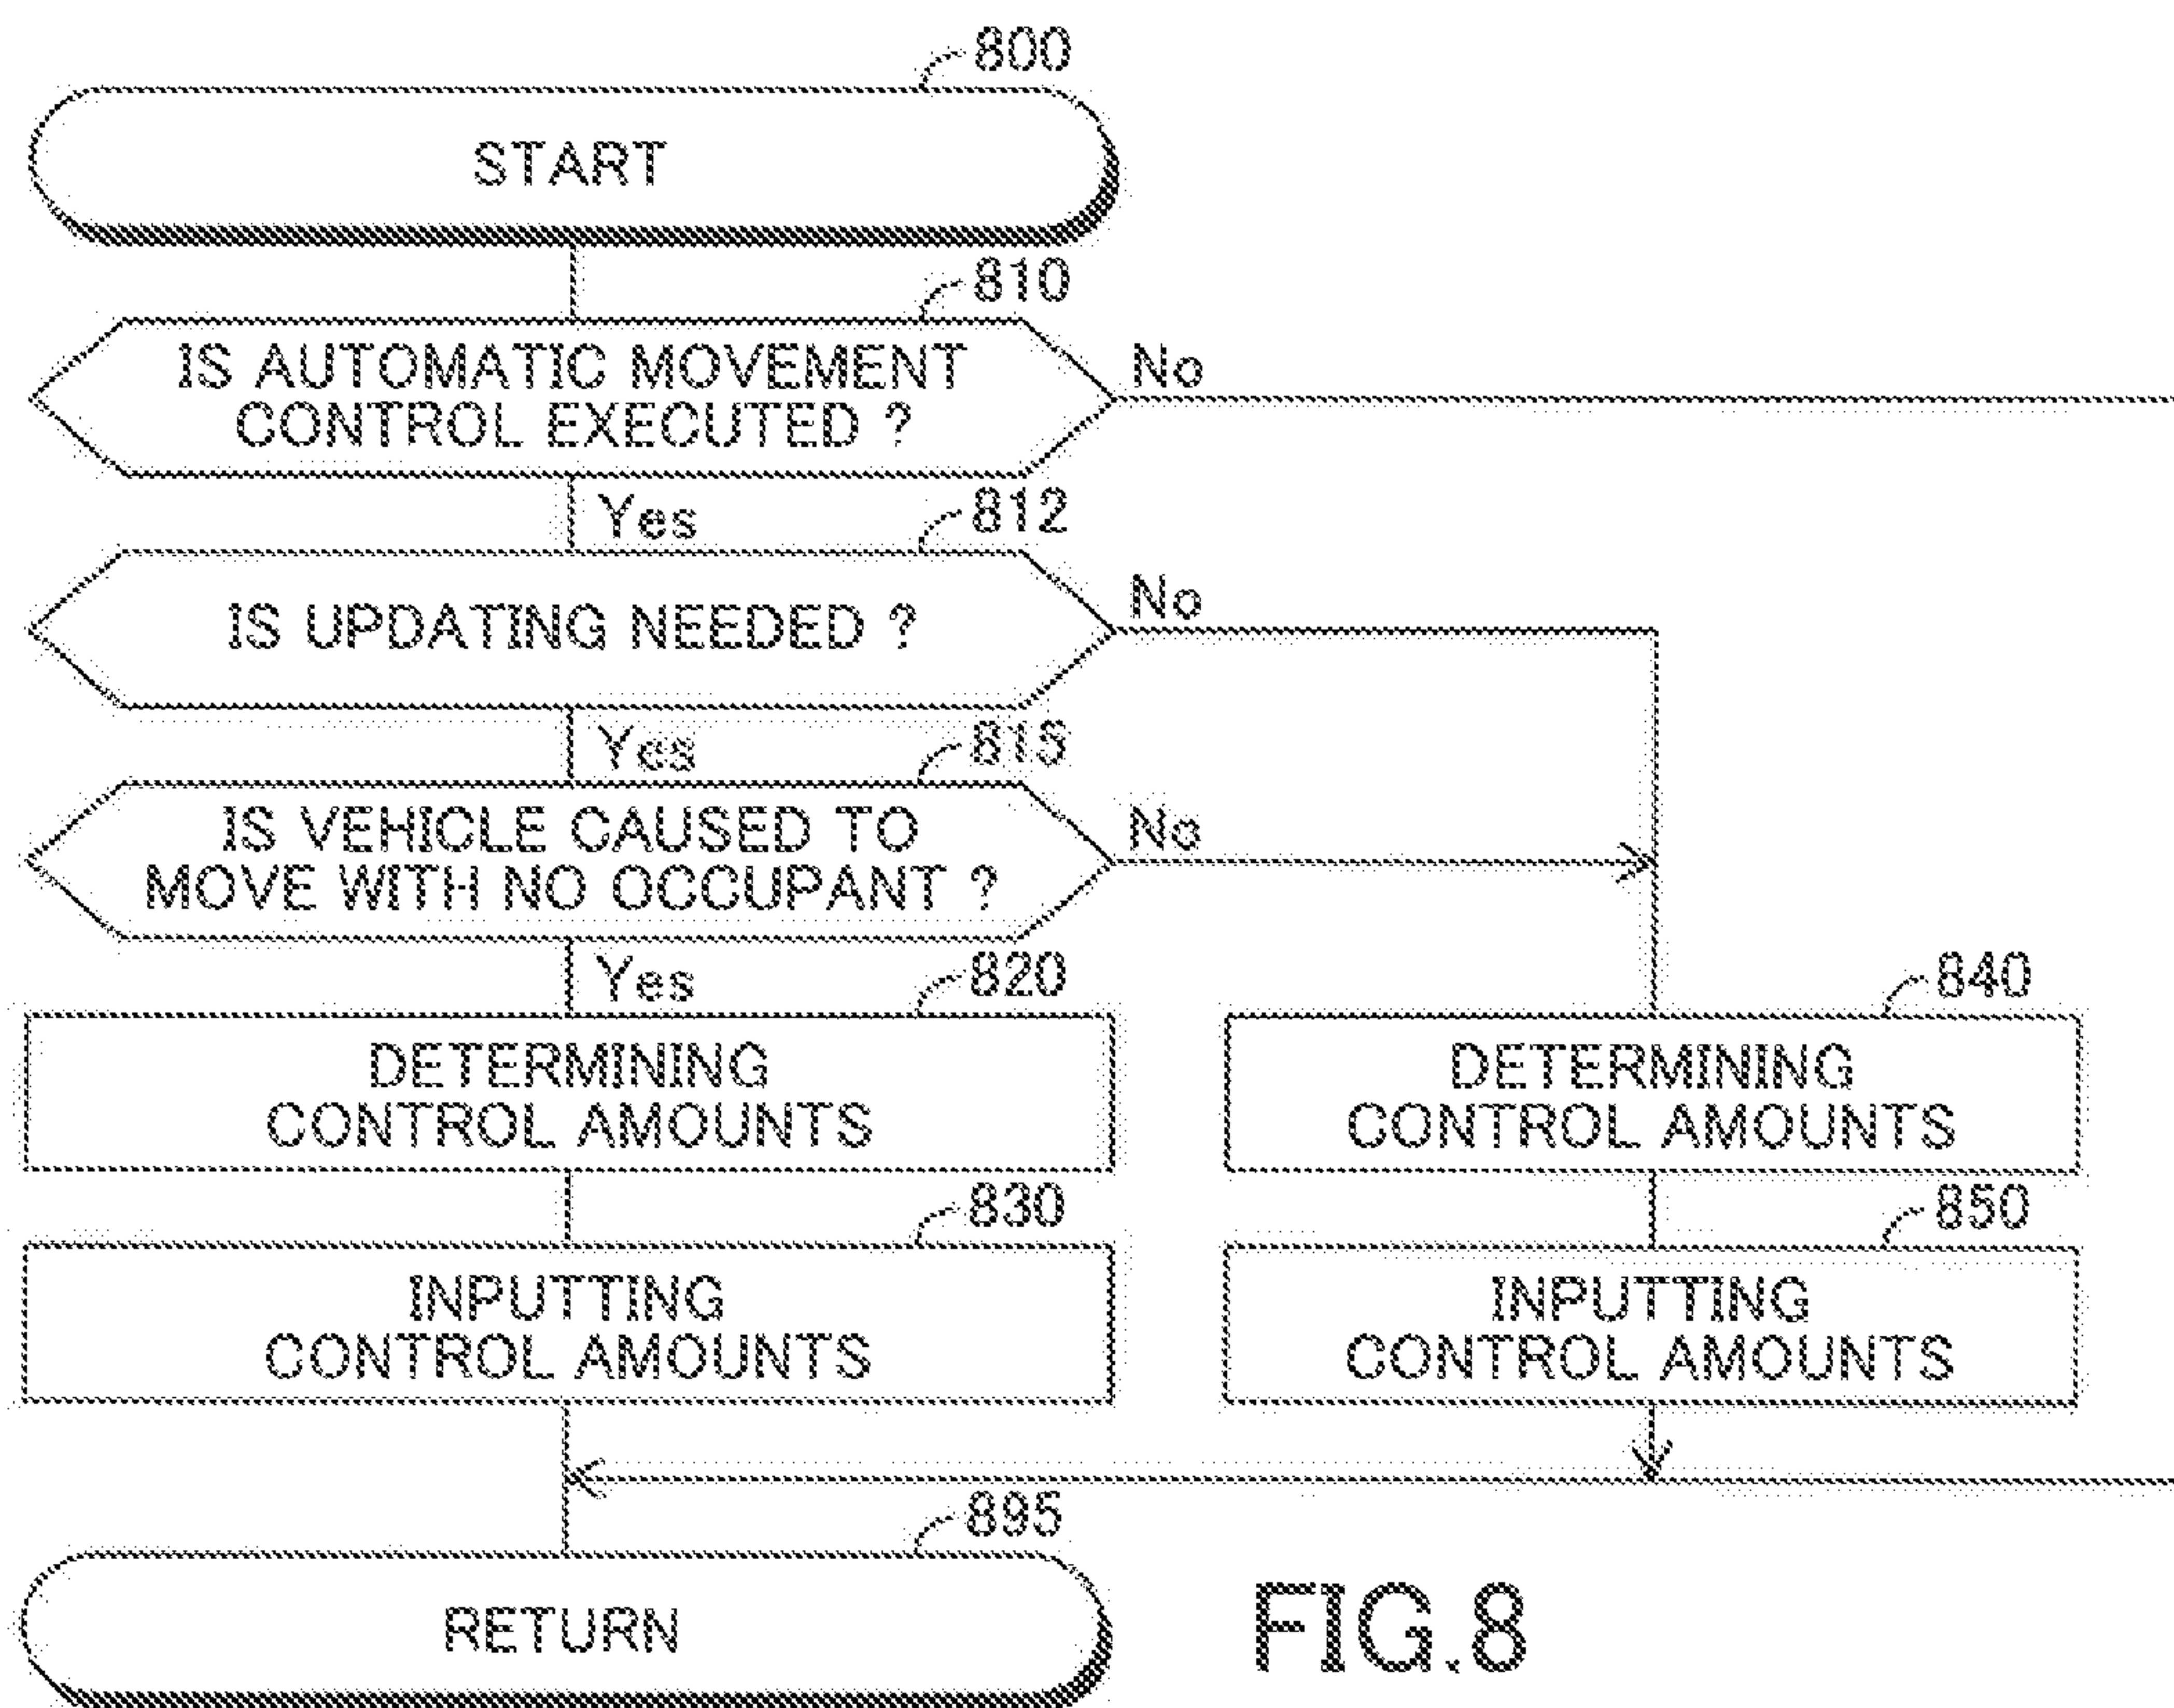 800
START
810
IS AUTOMATIC MOVEMENT
CONTROL EXECUTED ?
No
Yes
812
IS UPDATING NEEDED ?
No
Yes
IS VEHICLE CAUSED TO
MOVE WITH NO OCCUPANT ?
No
Yes
820
DETERMINING
CONTROL AMOUNTS
840
DETERMINING
CONTROL AMOUNTS
830
INPUTTING
CONTROL AMOUNTS
850
INPUTTING
CONTROL AMOUNTS
895
RETURN
FIG.8